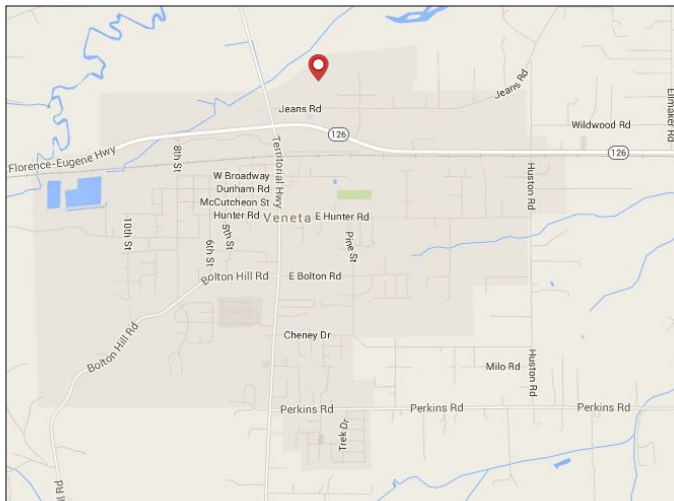 Jeans Rd
Jeans Rd
126
Wildwood Rd
Ellmaker Rd
Florence-Eugene Hwy
8th St
Territorial Hwy
126
W Broadway
Dunham Rd
McCutcheon St
Hunter Rd
Veneta
E Hunter Rd
Huston Rd
10th St
6th St
5th St
Pine St
Bolton Hill Rd
E Bolton Rd
Bolton Hill Rd
Cheney Dr
Milo Rd
Huston Rd
Perkins Rd
Perkins Rd
Perkins Rd
Trek Dr
ll Rd